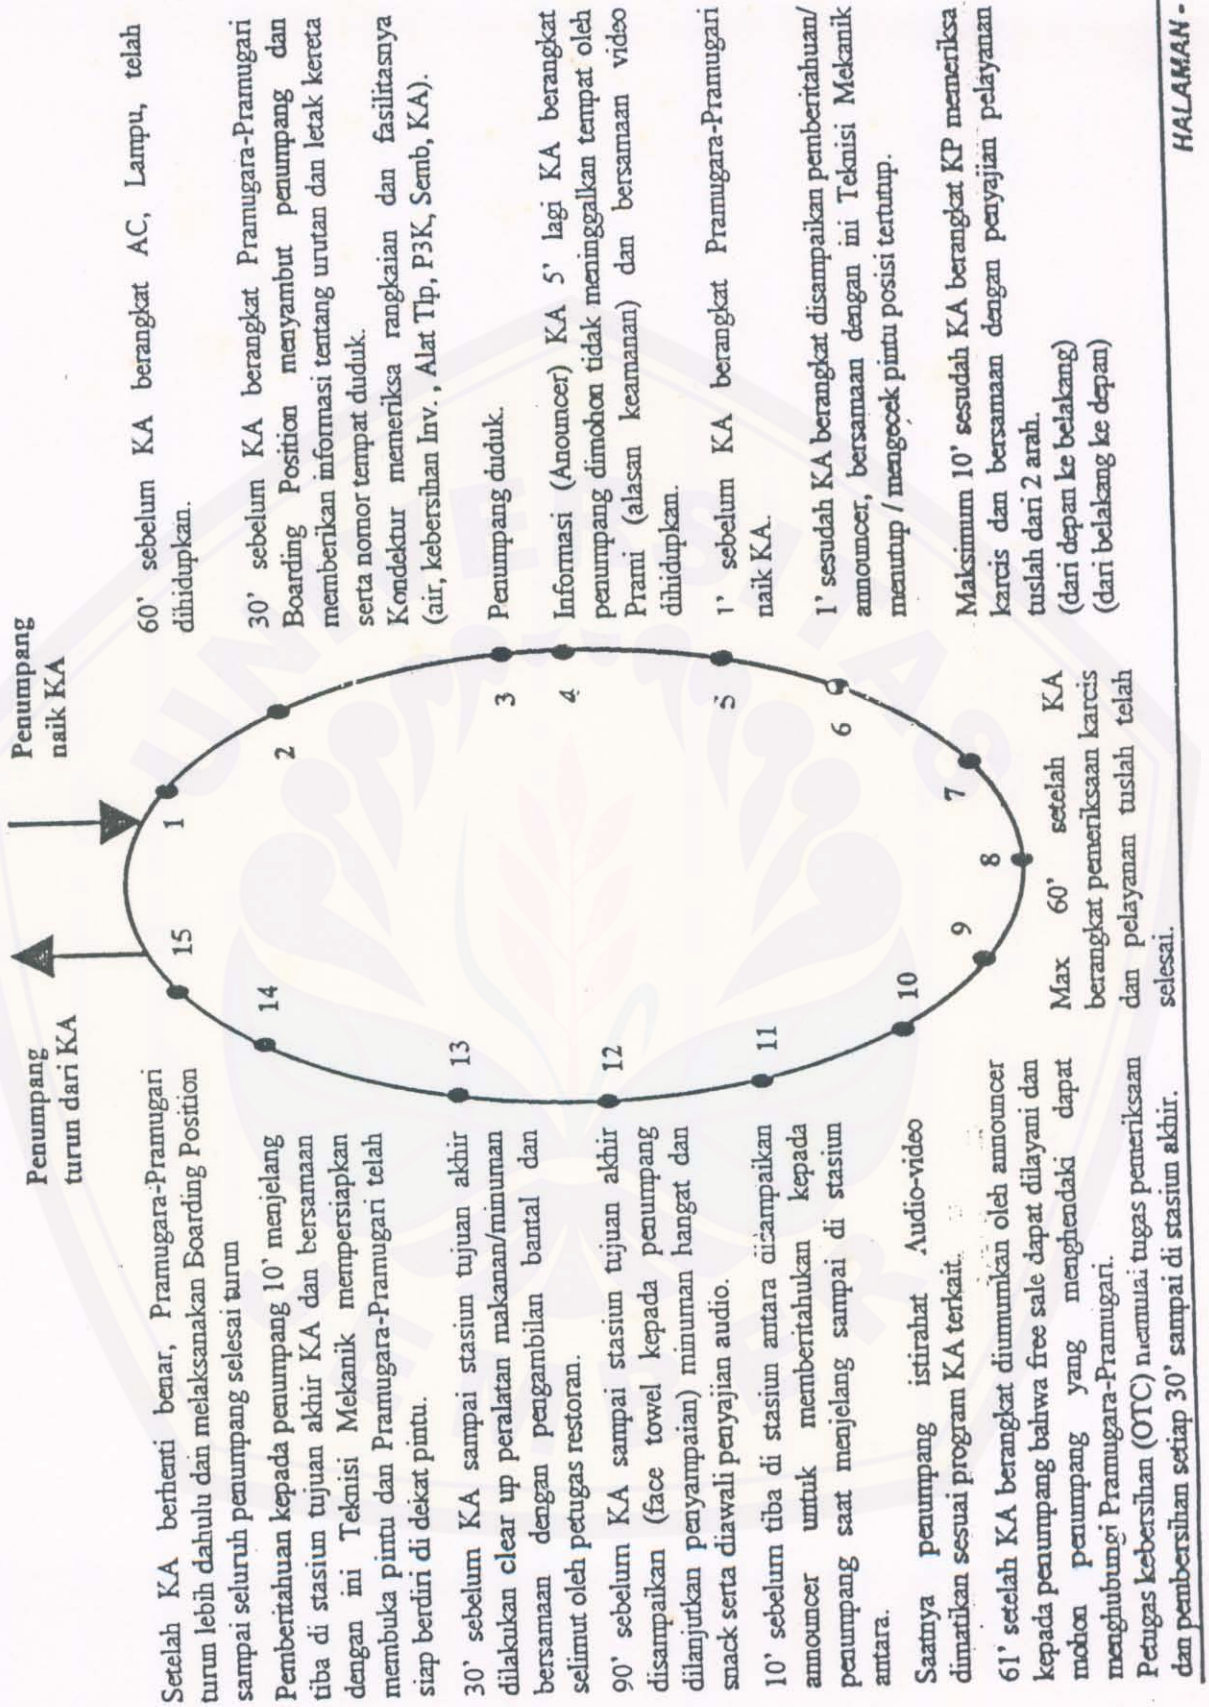 Penumpang
turun dari KA
Penumpang
naik KA
60' sebelum KA berangkat AC, Lampu, telah
dihidupkan.
30' sebelum KA berangkat Pramugara-Pramugari
Boarding Position menyambut penumpang dan
memberikan informasi tentang urutan dan letak kereta
serta nomor tempat duduk.
Kondektur memeriksa rangkaian dan fasilitasnya
(air, kebersihan Inv. , Alat Tlp, P3K, Semb, KA).
Penumpang duduk.
Informasi (Anouncer) KA 5' lagi KA berangkat
penumpang dimohon tidak meninggalkan tempat oleh
Prami (alasan keamanan) dan bersamaan video
dihidupkan.
1' sebelum KA berangkat Pramugara-Pramugari
naik KA.
1' sesudah KA berangkat disampaikan pemberitahuan/
announcer, bersamaan dengan ini Teknisi Mekanik
menutup / mengecek pintu posisi tertutup.
Maksimum 10' sesudah KA berangkat KP memeriksa
karcis dan bersamaan dengan penyajian pelayanan
tuslah dari 2 arah.
(dari depan ke belakang)
(dari belakang ke depan)
1
2
3
4
5
6
7
8
9
10
11
12
13
14
15
Max 60' setelah KA
berangkat pemeriksaan karcis
dan pelayanan tuslah telah
selesai.
Setelah KA berhenti benar, Pramugara-Pramugari
turun lebih dahulu dan melaksanakan Boarding Position
sampai seluruh penumpang selesai turun
Pemberitahuan kepada penumpang 10' menjelang
tiba di stasiun tujuan akhir KA dan bersamaan
dengan ini Teknisi Mekanik mempersiapkan
membuka pintu dan Pramugara-Pramugari telah
siap berdiri di dekat pintu.
30' sebelum KA sampai stasiun tujuan akhir
dilakukan clear up peralatan makanan/minuman
bersamaan dengan pengambilan bantal dan
selimut oleh petugas restoran.
90' sebelum KA sampai stasiun tujuan akhir
disampaikan (face towel kepada penumpang
dilanjutkan penyampaian) minuman hangat dan
snack serta diawali penyajian audio.
10' sebelum tiba di stasiun antara disampaikan
announcer untuk memberitahukan kepada
penumpang saat menjelang sampai di stasiun
antara.
Saatnya penumpang istirahat Audio-video
dimatikan sesuai program KA terkait.
61' setelah KA berangkat diumumkan oleh announcer
kepada penumpang bahwa free sale dapat dilayani dan
mohon penumpang yang menghendaki dapat
menghubungi Pramugara-Pramugari.
Petugas kebersihan (OTC) memulai tugas pemeriksaan
dan pembersihan setiap 30' sampai di stasiun akhir.
HALAMAN -
UNIVERSITAS
JEMBER